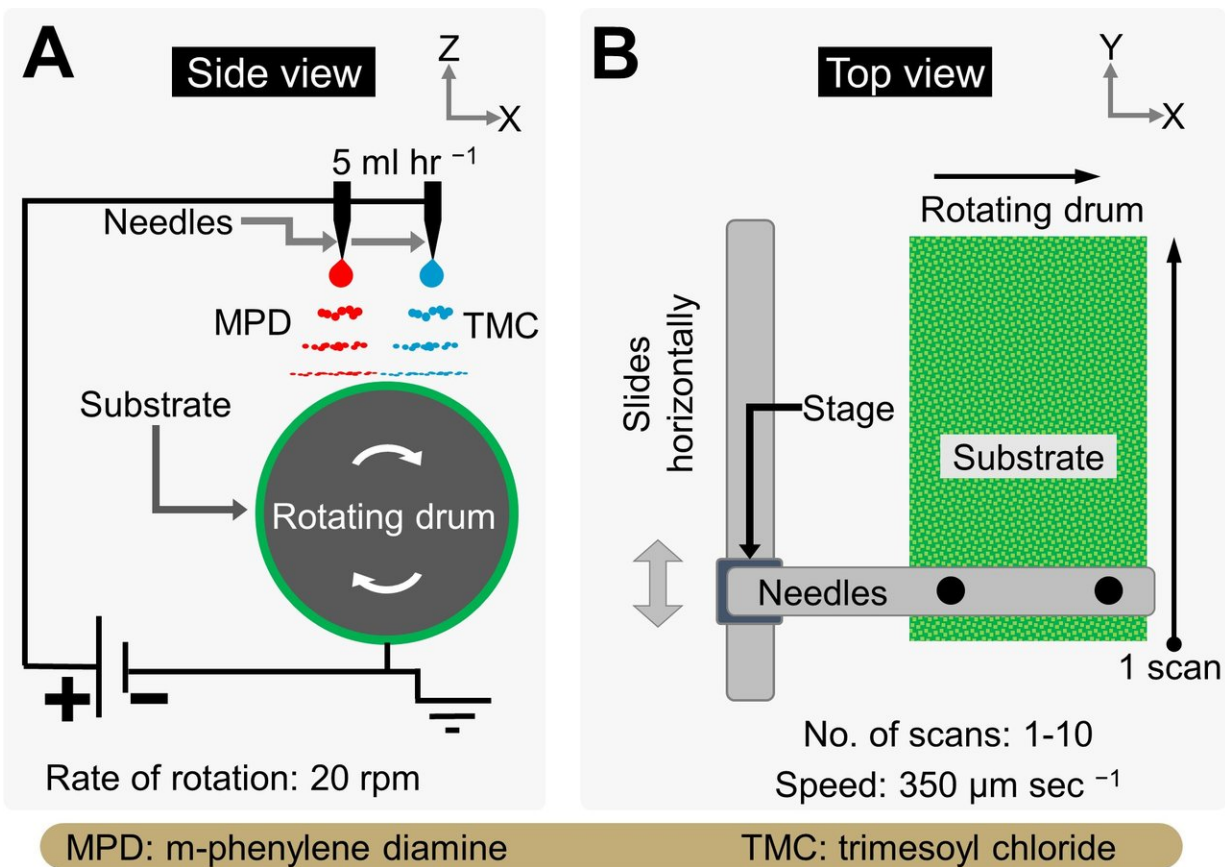 A
Side view
Z
X
5 ml hr ⁻¹
Needles
MPD
TMC
Substrate
Rotating drum
+
−
Rate of rotation: 20 rpm
B
Top view
Y
X
Rotating drum
Slides
horizontally
Stage
Substrate
Needles
1 scan
No. of scans: 1-10
Speed: 350 µm sec ⁻¹
MPD: m-phenylene diamine
TMC: trimesoyl chloride